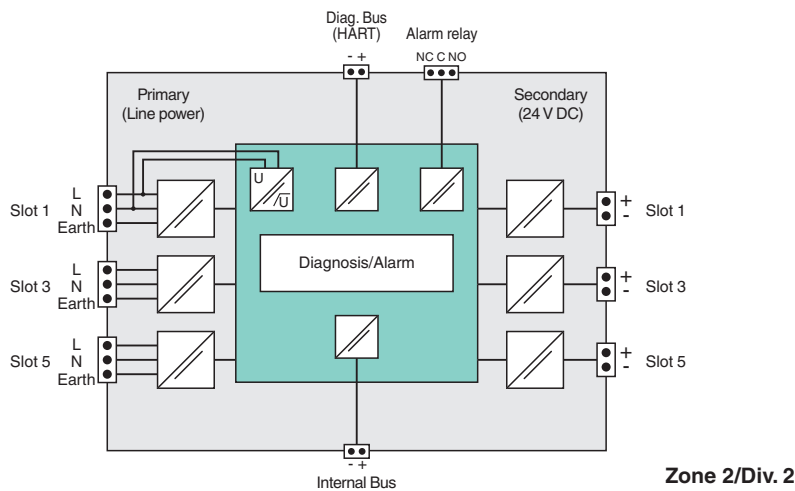 Diag. Bus
(HART)
Alarm relay
- +
NC C NO
Primary
(Line power)
Secondary
(24 V DC)
U
U
Slot 1
L
N
Earth
+
-
Slot 1
Diagnosis/Alarm
Slot 3
L
N
Earth
+
-
Slot 3
Slot 5
L
N
Earth
+
-
Slot 5
- +
Internal Bus
Zone 2/Div. 2